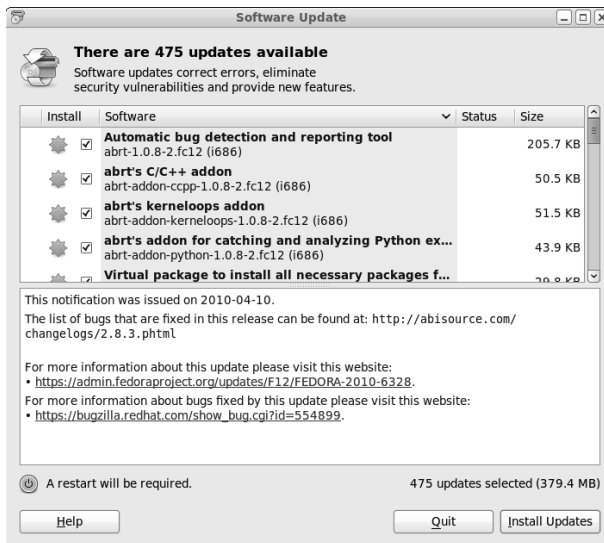 Software Update
There are 475 updates available
Software updates correct errors, eliminate
security vulnerabilities and provide new features.
Install Software Status Size
Automatic bug detection and reporting tool
abrt-1.0.8-2.fc12 (i686)
205.7 KB
abrt's C/C++ addon
abrt-addon-ccpp-1.0.8-2.fc12 (i686)
50.5 KB
abrt's kerneloops addon
abrt-addon-kerneloops-1.0.8-2.fc12 (i686)
51.5 KB
abrt's addon for catching and analyzing Python ex...
abrt-addon-python-1.0.8-2.fc12 (i686)
43.9 KB
Virtual package to install all necessary packages f...
29.8 KB
This notification was issued on 2010-04-10.
The list of bugs that are fixed in this release can be found at: http://abisource.com/
changelogs/2.8.3.phtml
For more information about this update please visit this website:
• https://admin.fedoraproject.org/updates/F12/FEDORA-2010-6328.
For more information about bugs fixed by this update please visit this website:
• https://bugzilla.redhat.com/show_bug.cgi?id=554899.
A restart will be required.
475 updates selected (379.4 MB)
Help
Quit
Install Updates